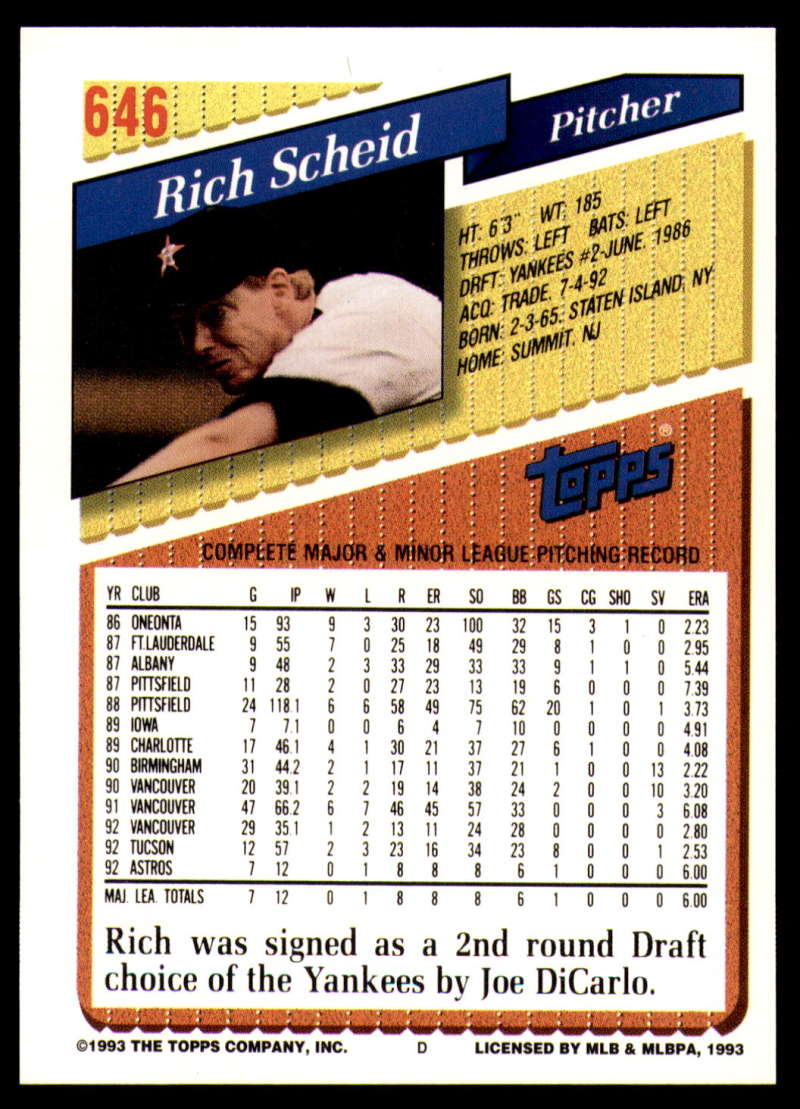 646
Rich Scheid
Pitcher
HT: 6'3" WT: 185
THROWS: LEFT BATS: LEFT
DRFT: YANKEES #2-JUNE, 1986
ACQ: TRADE, 7-4-92
BORN: 2-3-65, STATEN ISLAND, NY
HOME: SUMMIT, NJ
TOPPS®
COMPLETE MAJOR & MINOR LEAGUE PITCHING RECORD
YR CLUB G IP W L R ER SO BB GS CG SHO SV ERA
86 ONEONTA 15 93 9 3 30 23 100 32 15 3 1 0 2.23
87 FT.LAUDERDALE 9 55 7 0 25 18 49 29 8 1 0 0 2.95
87 ALBANY 9 48 2 3 33 29 33 33 9 1 1 0 5.44
87 PITTSFIELD 11 28 2 0 27 23 13 19 6 0 0 0 7.39
88 PITTSFIELD 24 118.1 6 6 58 49 75 62 20 1 0 1 3.73
89 IOWA 7 7.1 0 0 6 4 7 10 0 0 0 0 4.91
89 CHARLOTTE 17 46.1 4 1 30 21 37 27 6 1 0 0 4.08
90 BIRMINGHAM 31 44.2 2 1 17 11 37 21 1 0 0 13 2.22
90 VANCOUVER 20 39.1 2 2 19 14 38 24 2 0 0 10 3.20
91 VANCOUVER 47 66.2 6 7 46 45 57 33 0 0 0 3 6.08
92 VANCOUVER 29 35.1 1 2 13 11 24 28 0 0 0 0 2.80
92 TUCSON 12 57 2 3 23 16 34 23 8 0 0 1 2.53
92 ASTROS 7 12 0 1 8 8 8 6 1 0 0 0 6.00
MAJ. LEA. TOTALS 7 12 0 1 8 8 8 6 1 0 0 0 6.00
Rich was signed as a 2nd round Draft
choice of the Yankees by Joe DiCarlo.
©1993 THE TOPPS COMPANY, INC. D LICENSED BY MLB & MLBPA, 1993